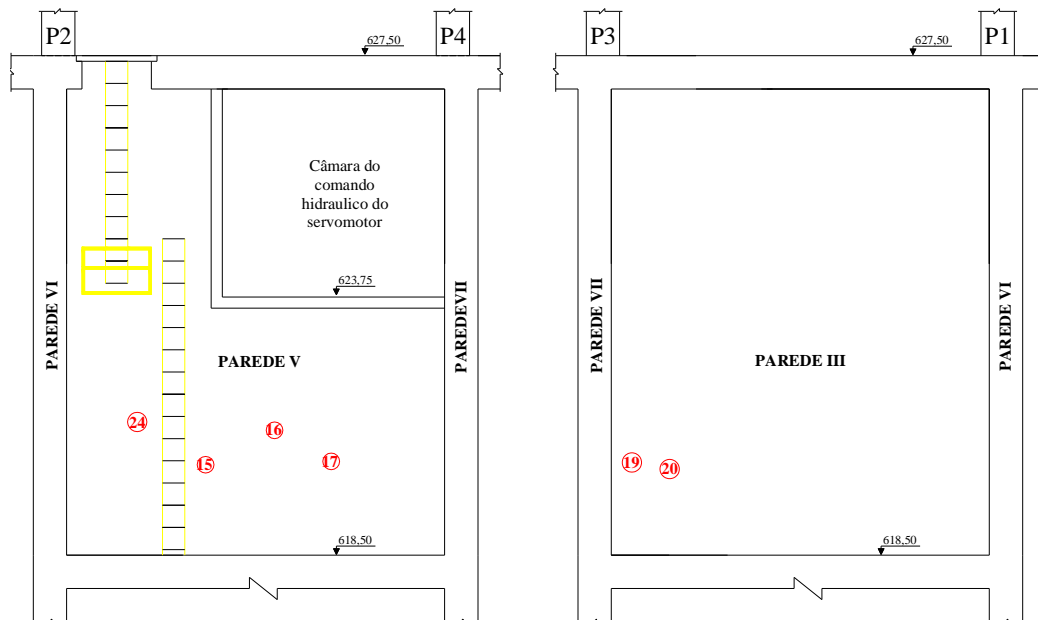 P2
P4
P3
P1
627,50
627,50
Câmara do
comando
hidraulico do
servomotor
623,75
PAREDE VI
PAREDEVII
PAREDE VII
PAREDE VI
PAREDE V
PAREDE III
24
16
15
17
19
20
618,50
618,50